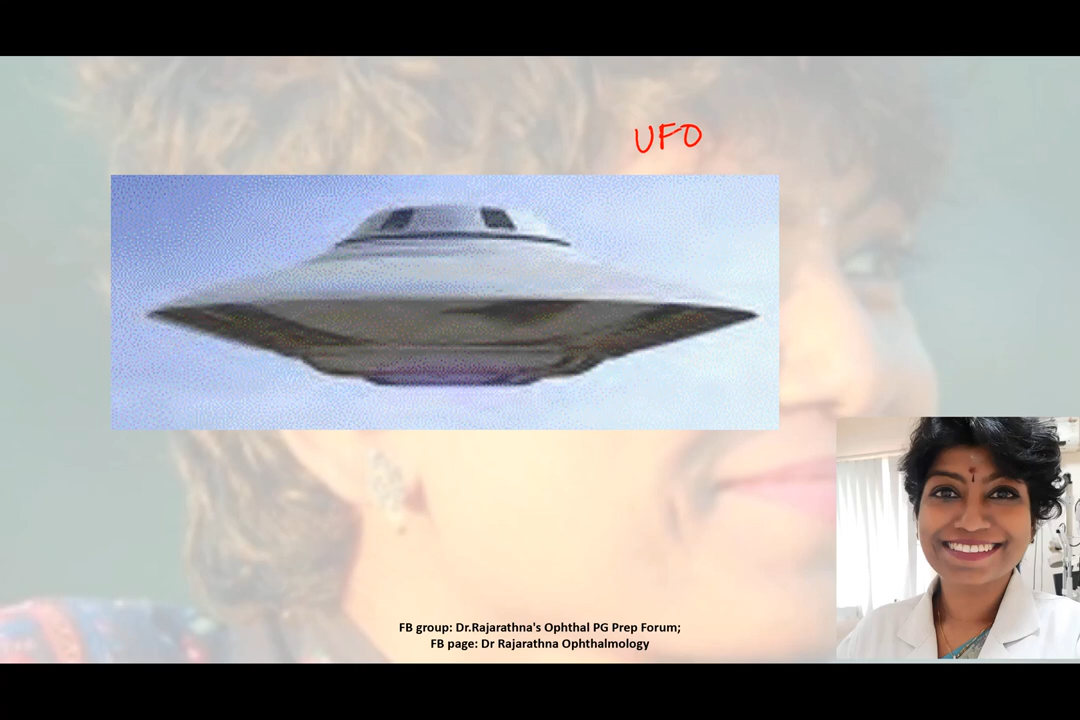 UFO
FB group: Dr.Rajarathna's Ophthal PG Prep Forum;
FB page: Dr Rajarathna Ophthalmology